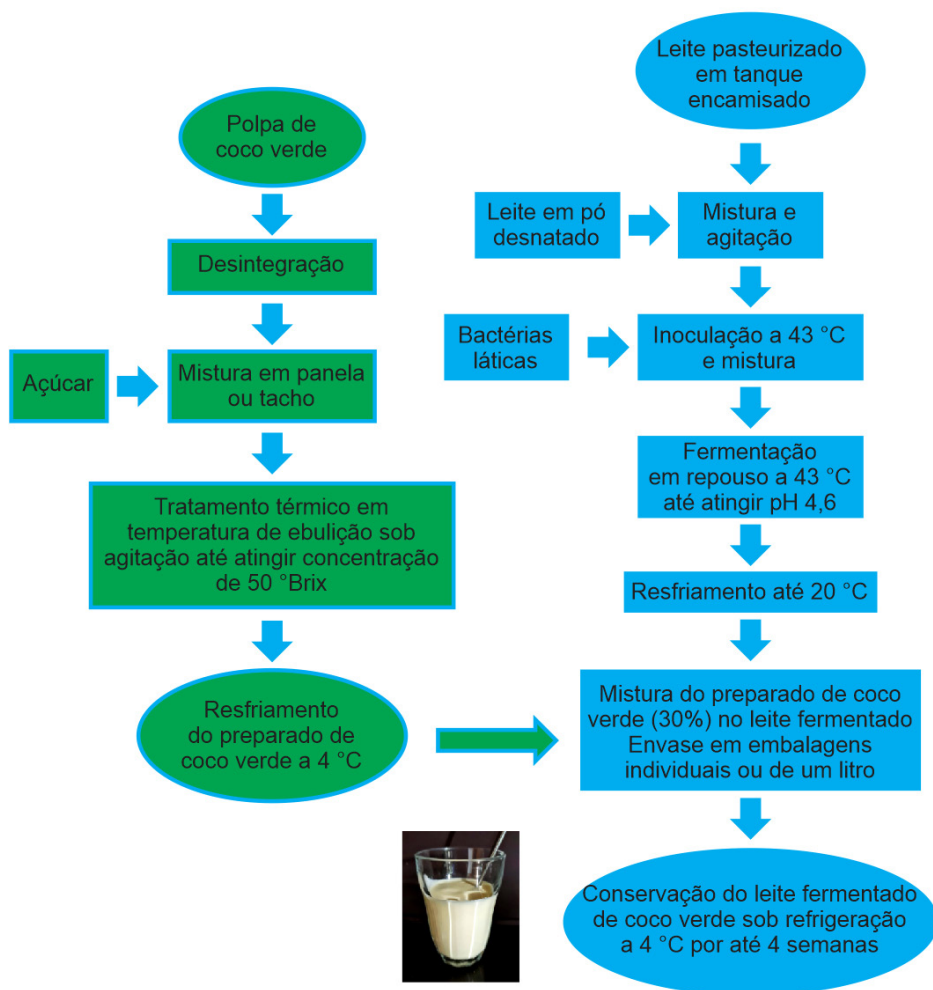 Polpa de
coco verde
Desintegração
Açúcar
Mistura em panela
ou tacho
Tratamento térmico em
temperatura de ebulição sob
agitação até atingir concentração
de 50 °Brix
Resfriamento
do preparado de
coco verde a 4 °C
Leite pasteurizado
em tanque
encamisado
Leite em pó
desnatado
Mistura e
agitação
Bactérias
láticas
Inoculação a 43 °C
e mistura
Fermentação
em repouso a 43 °C
até atingir pH 4,6
Resfriamento até 20 °C
Mistura do preparado de coco
verde (30%) no leite fermentado
Envase em embalagens
individuais ou de um litro
Conservação do leite fermentado
de coco verde sob refrigeração
a 4 °C por até 4 semanas